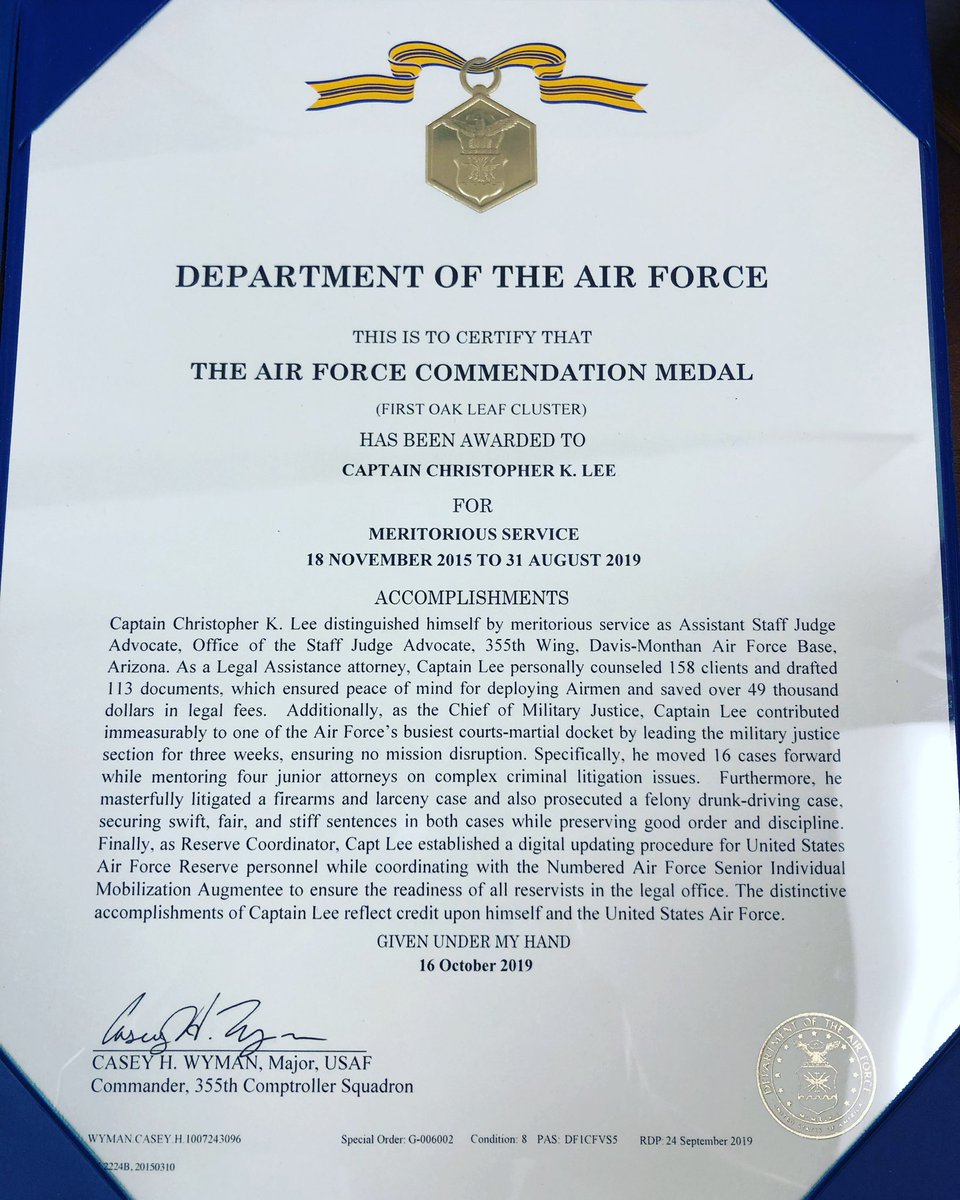 DEPARTMENT OF THE AIR FORCE
THIS IS TO CERTIFY THAT
THE AIR FORCE COMMENDATION MEDAL
(FIRST OAK LEAF CLUSTER)
HAS BEEN AWARDED TO
CAPTAIN CHRISTOPHER K. LEE
FOR
MERITORIOUS SERVICE
18 NOVEMBER 2015 TO 31 AUGUST 2019
ACCOMPLISHMENTS
Captain Christopher K. Lee distinguished himself by meritorious service as Assistant Staff Judge
Advocate, Office of the Staff Judge Advocate, 355th Wing, Davis-Monthan Air Force Base,
Arizona. As a Legal Assistance attorney, Captain Lee personally counseled 158 clients and drafted
113 documents, which ensured peace of mind for deploying Airmen and saved over 49 thousand
dollars in legal fees. Additionally, as the Chief of Military Justice, Captain Lee contributed
immeasurably to one of the Air Force's busiest courts-martial docket by leading the military justice
section for three weeks, ensuring no mission disruption. Specifically, he moved 16 cases forward
while mentoring four junior attorneys on complex criminal litigation issues. Furthermore, he
masterfully litigated a firearms and larceny case and also prosecuted a felony drunk-driving case,
securing swift, fair, and stiff sentences in both cases while preserving good order and discipline.
Finally, as Reserve Coordinator, Capt Lee established a digital updating procedure for United States
Air Force Reserve personnel while coordinating with the Numbered Air Force Senior Individual
Mobilization Augmentee to ensure the readiness of all reservists in the legal office. The distinctive
accomplishments of Captain Lee reflect credit upon himself and the United States Air Force.
GIVEN UNDER MY HAND
16 October 2019
Casey H. Wyman
CASEY H. WYMAN, Major, USAF
Commander, 355th Comptroller Squadron
DEPARTMENT OF THE AIR FORCE
UNITED STATES OF AMERICA
WYMAN.CASEY.H.1007243096 Special Order: G-006002 Condition: 8 PAS: DF1CFVS5 RDP: 24 September 2019
2224B, 20150310